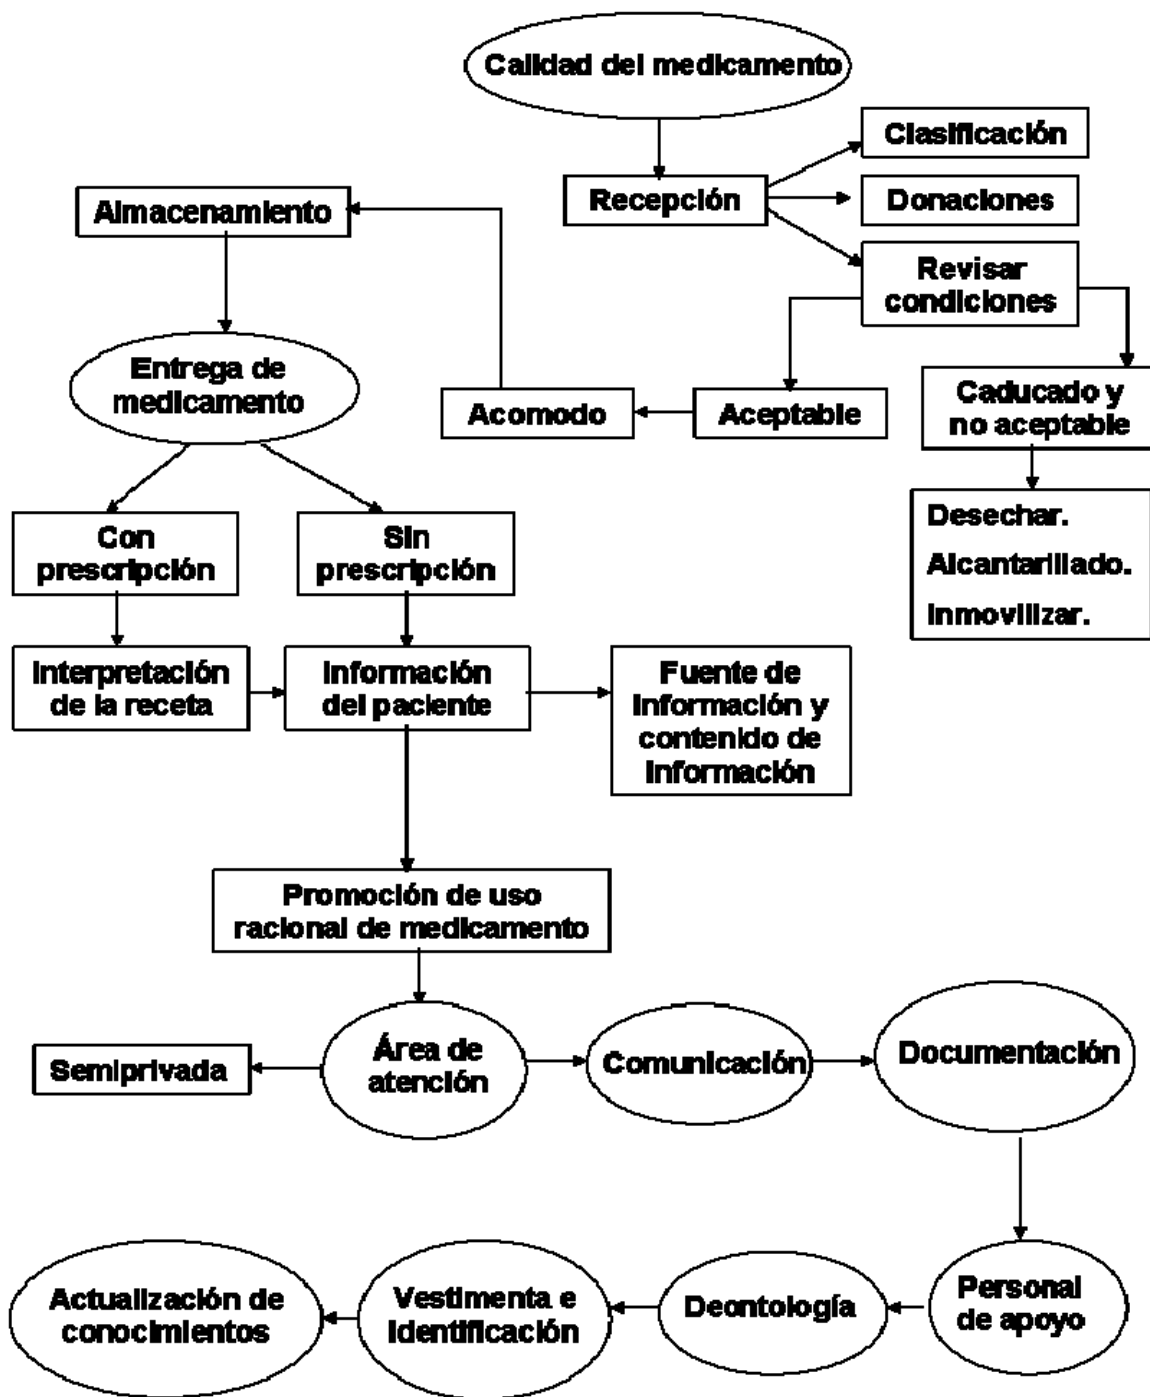 Calidad del medicamento
Clasificación
Recepción
Donaciones
Almacenamiento
Revisar
condiciones
Entrega de
medicamento
Acomodo
Aceptable
Caducado y
no aceptable
Desechar.
Alcantarillado.
Inmovilizar.
Con
prescripción
Sin
prescripción
Interpretación
de la receta
Información
del paciente
Fuente de
Información y
contenido de
Información
Promoción de uso
racional de medicamento
Semiprivada
Área de
atención
Comunicación
Documentación
Actualización de
conocimientos
Vestimenta e
identificación
Deontología
Personal
de apoyo